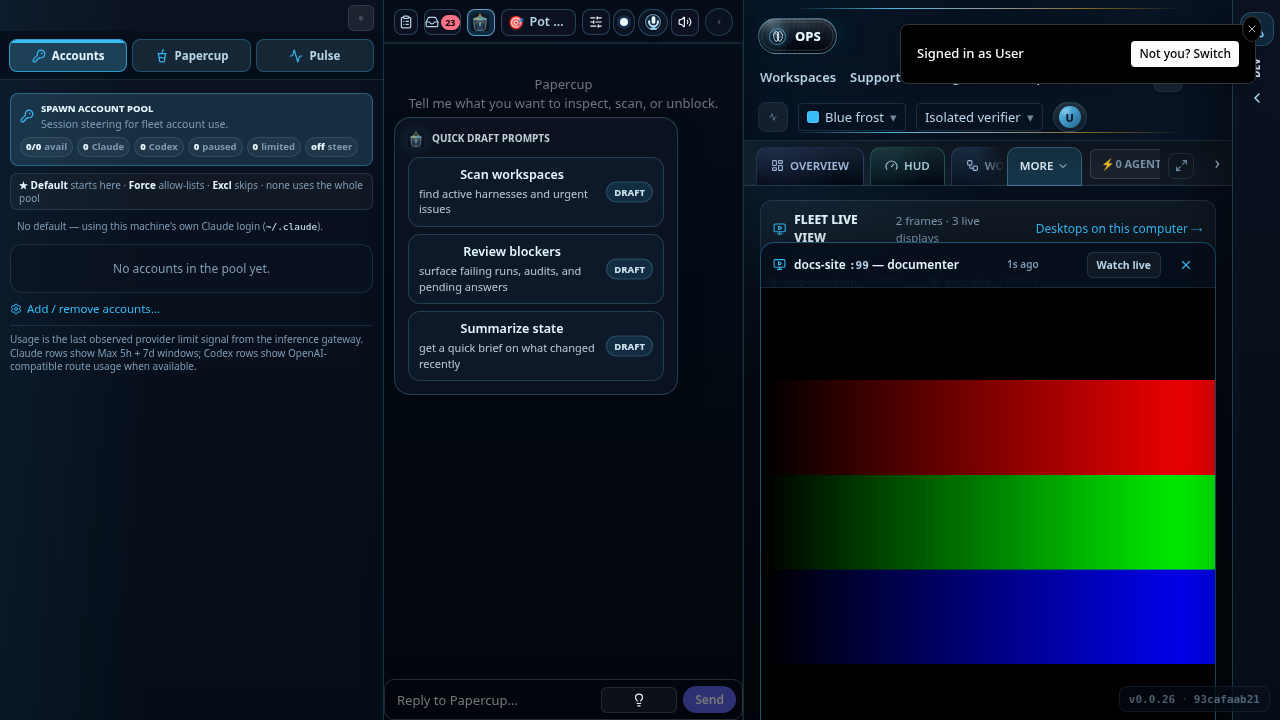 Accounts
Papercup
Pulse
SPAWN ACCOUNT POOL
Session steering for fleet account use.
0/0 avail
0 Claude
0 Codex
0 paused
0 limited
off steer
★ Default starts here · Force allow-lists · Excl skips · none uses the whole
pool
No default — using this machine's own Claude login (~/.claude).
No accounts in the pool yet.
Add / remove accounts...
Usage is the last observed provider limit signal from the inference gateway.
Claude rows show Max 5h + 7d windows; Codex rows show OpenAI-
compatible route usage when available.
23
Pot ...
Papercup
Tell me what you want to inspect, scan, or unblock.
QUICK DRAFT PROMPTS
Scan workspaces
find active harnesses and urgent
issues
DRAFT
Review blockers
surface failing runs, audits, and
pending answers
DRAFT
Summarize state
get a quick brief on what changed
recently
DRAFT
Reply to Papercup...
Send
OPS
Signed in as User
Not you? Switch
Workspaces
Support
Blue frost ▾
Isolated verifier ▾
U
DEV
OVERVIEW
HUD
WO
MORE
⚡0 AGENT
FLEET LIVE
VIEW
2 frames · 3 live
displays
Desktops on this computer →
docs-site :99 — documenter
1s ago
Watch live
v0.0.26 · 93cafaab21